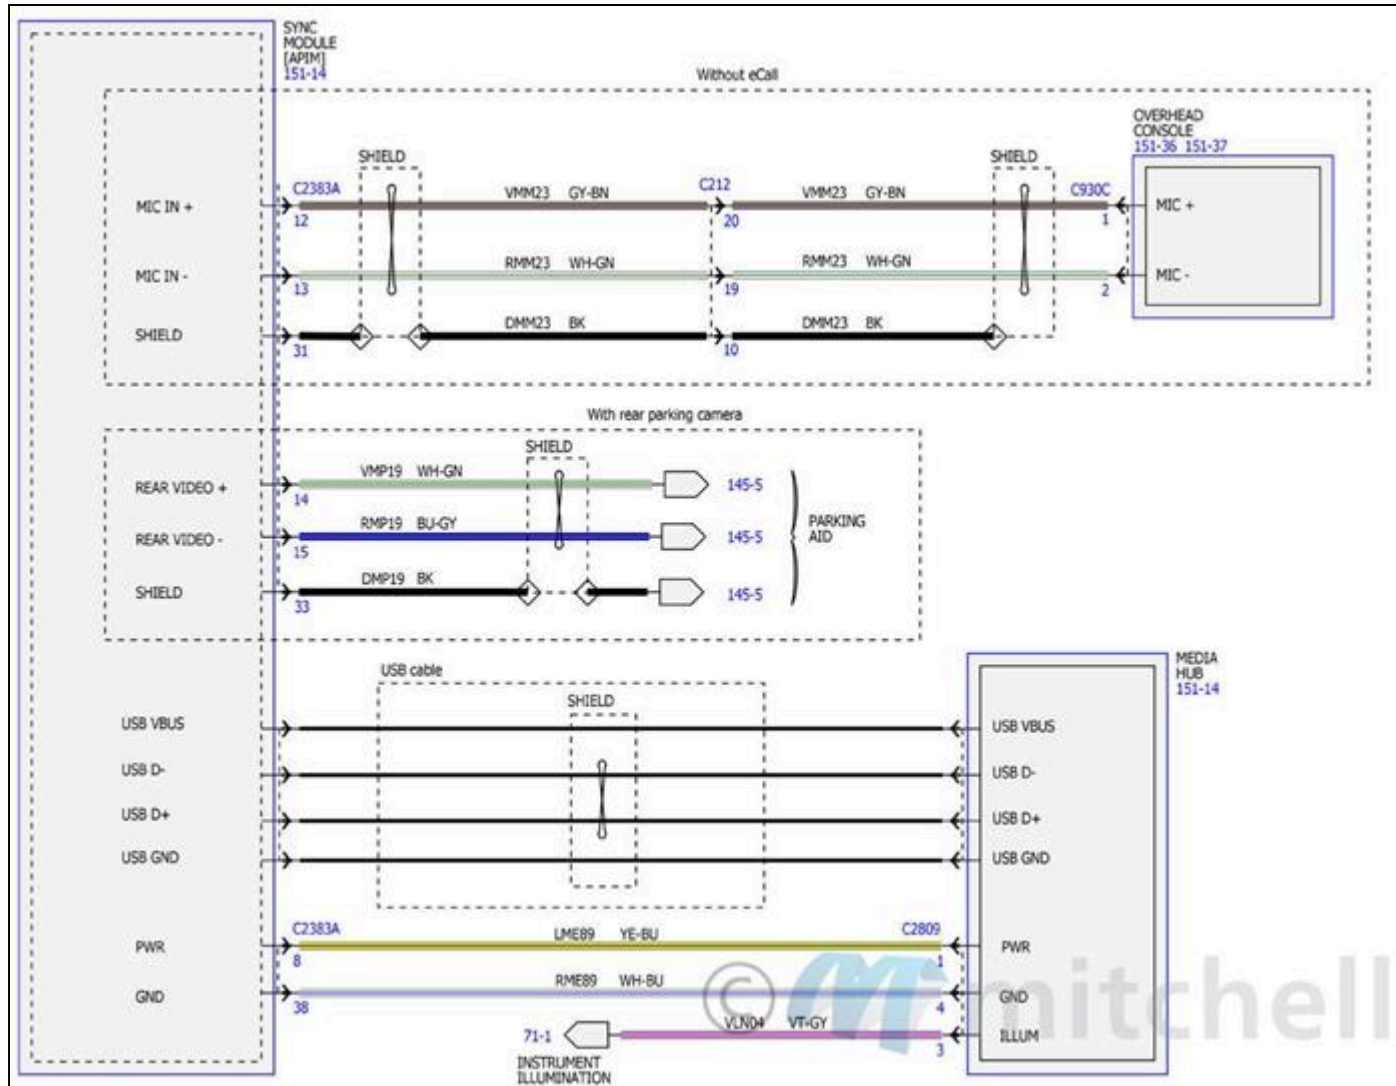 SYNC
MODULE
[APIM]
151-14
Without eCall
OVERHEAD
CONSOLE
151-36 151-37
SHIELD SHIELD
C2383A VMM23 GY-BN C212 VMM23 GY-BN C930C
MIC IN + 12 20 1 MIC +
RMM23 WH-GN RMM23 WH-GN
MIC IN - 13 19 2 MIC -
DMM23 BK DMM23 BK
SHIELD 31 10
With rear parking camera
SHIELD
VMP19 WH-GN
REAR VIDEO + 14 145-5
RMP19 BU-GY PARKING
AID
REAR VIDEO - 15 145-5
DMP19 BK
SHIELD 33 145-5
MEDIA
HUB
151-14
USB cable
SHIELD
USB VBUS USB VBUS
USB D- USB D-
USB D+ USB D+
USB GND USB GND
C2383A LME89 YE-BU C2809
PWR 8 1 PWR
RME89 WH-BU
GND 38 4 GND
© Mi mitchell
VLN04 VT-GY
71-1 3 ILLUM
INSTRUMENT
ILLUMINATION